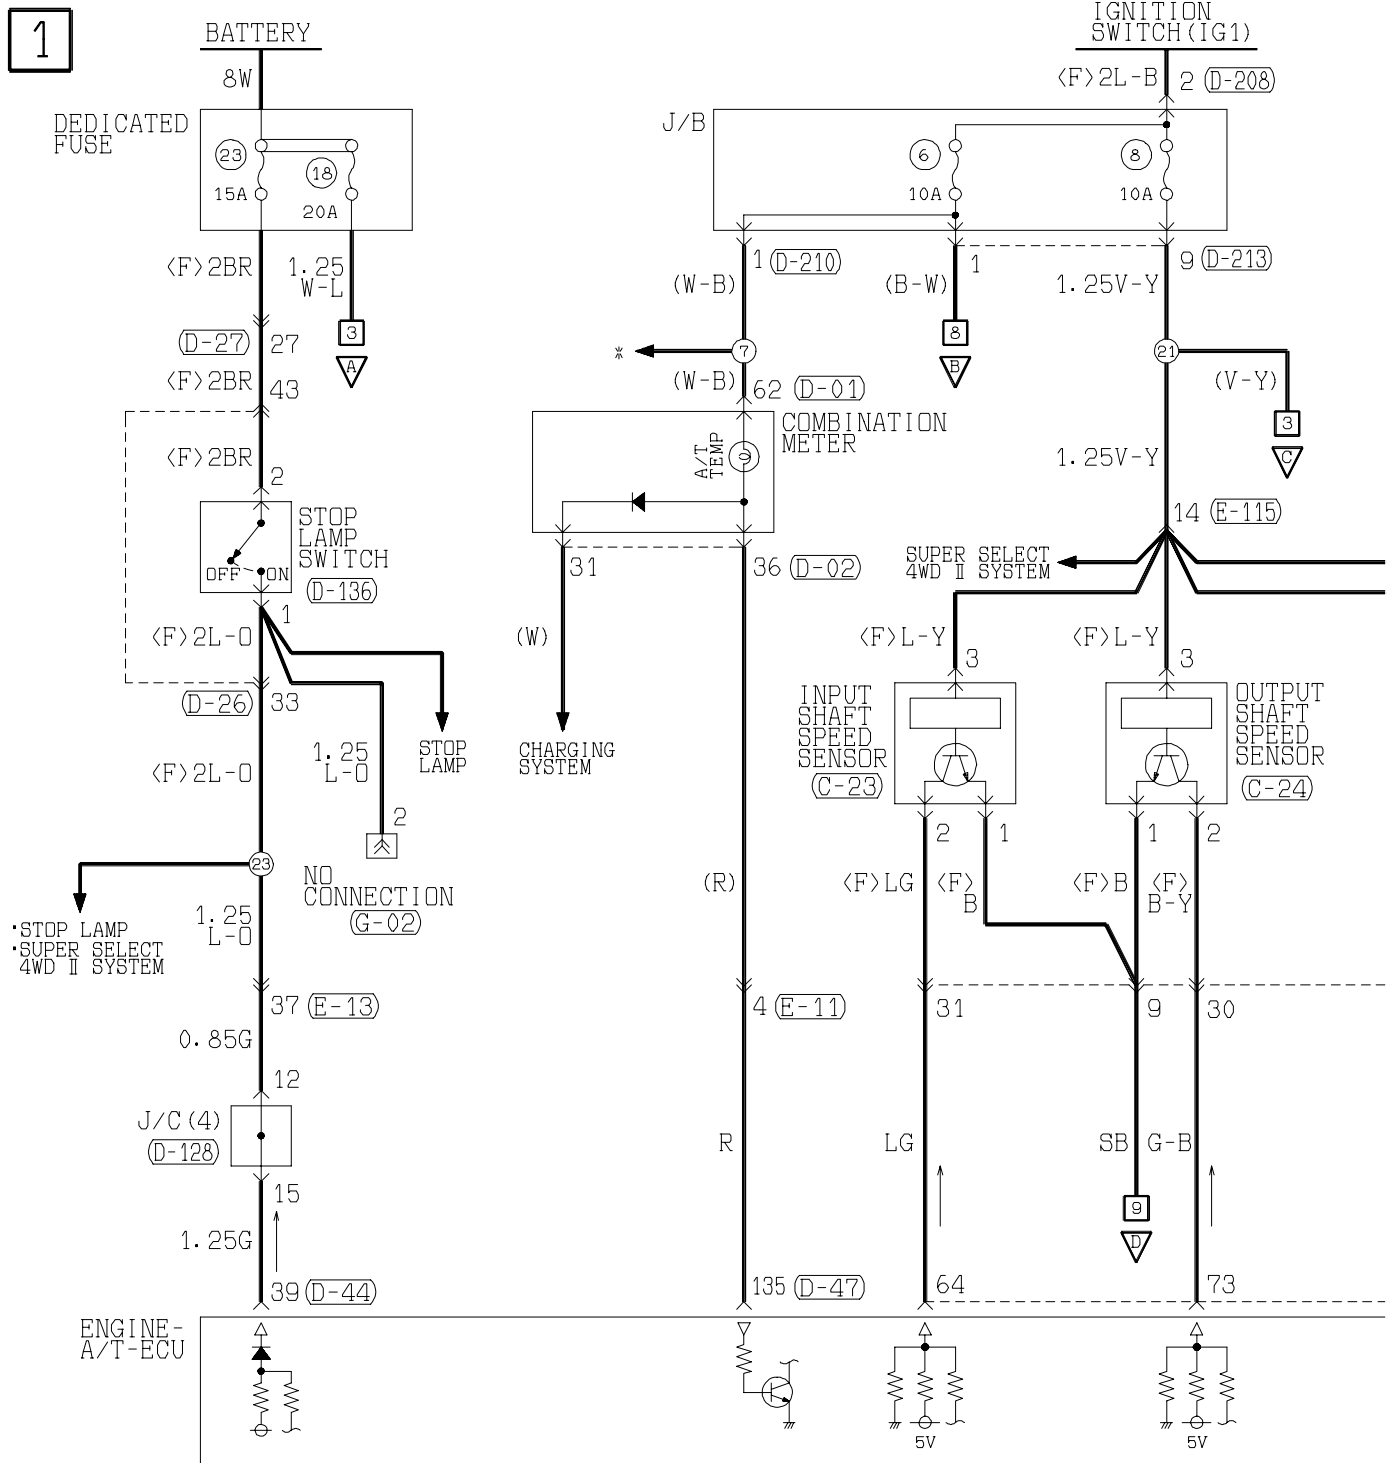 1
BATTERY
8W
DEDICATED
FUSE
23
15A
18
20A
<F>2BR
1.25
W-L
3
A
(D-27)
27
<F>2BR
43
<F>2BR
2
STOP
LAMP
SWITCH
OFF
ON
(D-136)
1
<F>2L-O
(D-26)
33
<F>2L-O
1.25
L-O
STOP
LAMP
2
NO
CONNECTION
(G-02)
23
·STOP LAMP
·SUPER SELECT
4WD Ⅱ SYSTEM
1.25
L-O
37 (E-13)
0.85G
12
J/C(4)
(D-128)
15
1.25G
39 (D-44)
ENGINE-
A/T-ECU
IGNITION
SWITCH(IG1)
<F>2L-B
2 (D-208)
J/B
6
10A
8
10A
1 (D-210)
1
9 (D-213)
(W-B)
(B-W)
1.25V-Y
8
B
*
7
21
(V-Y)
3
C
(W-B)
62 (D-01)
COMBINATION
METER
A/T
TEMP
1.25V-Y
14 (E-115)
31
36 (D-02)
SUPER SELECT
4WD Ⅱ SYSTEM
(W)
<F>L-Y
<F>L-Y
3
3
CHARGING
SYSTEM
INPUT
SHAFT
SPEED
SENSOR
(C-23)
OUTPUT
SHAFT
SPEED
SENSOR
(C-24)
2
1
1
2
(R)
<F>LG
<F>
B
<F>B
<F>
B-Y
4 (E-11)
31
9
30
R
LG
SB
G-B
9
D
135 (D-47)
64
73
5V
5V